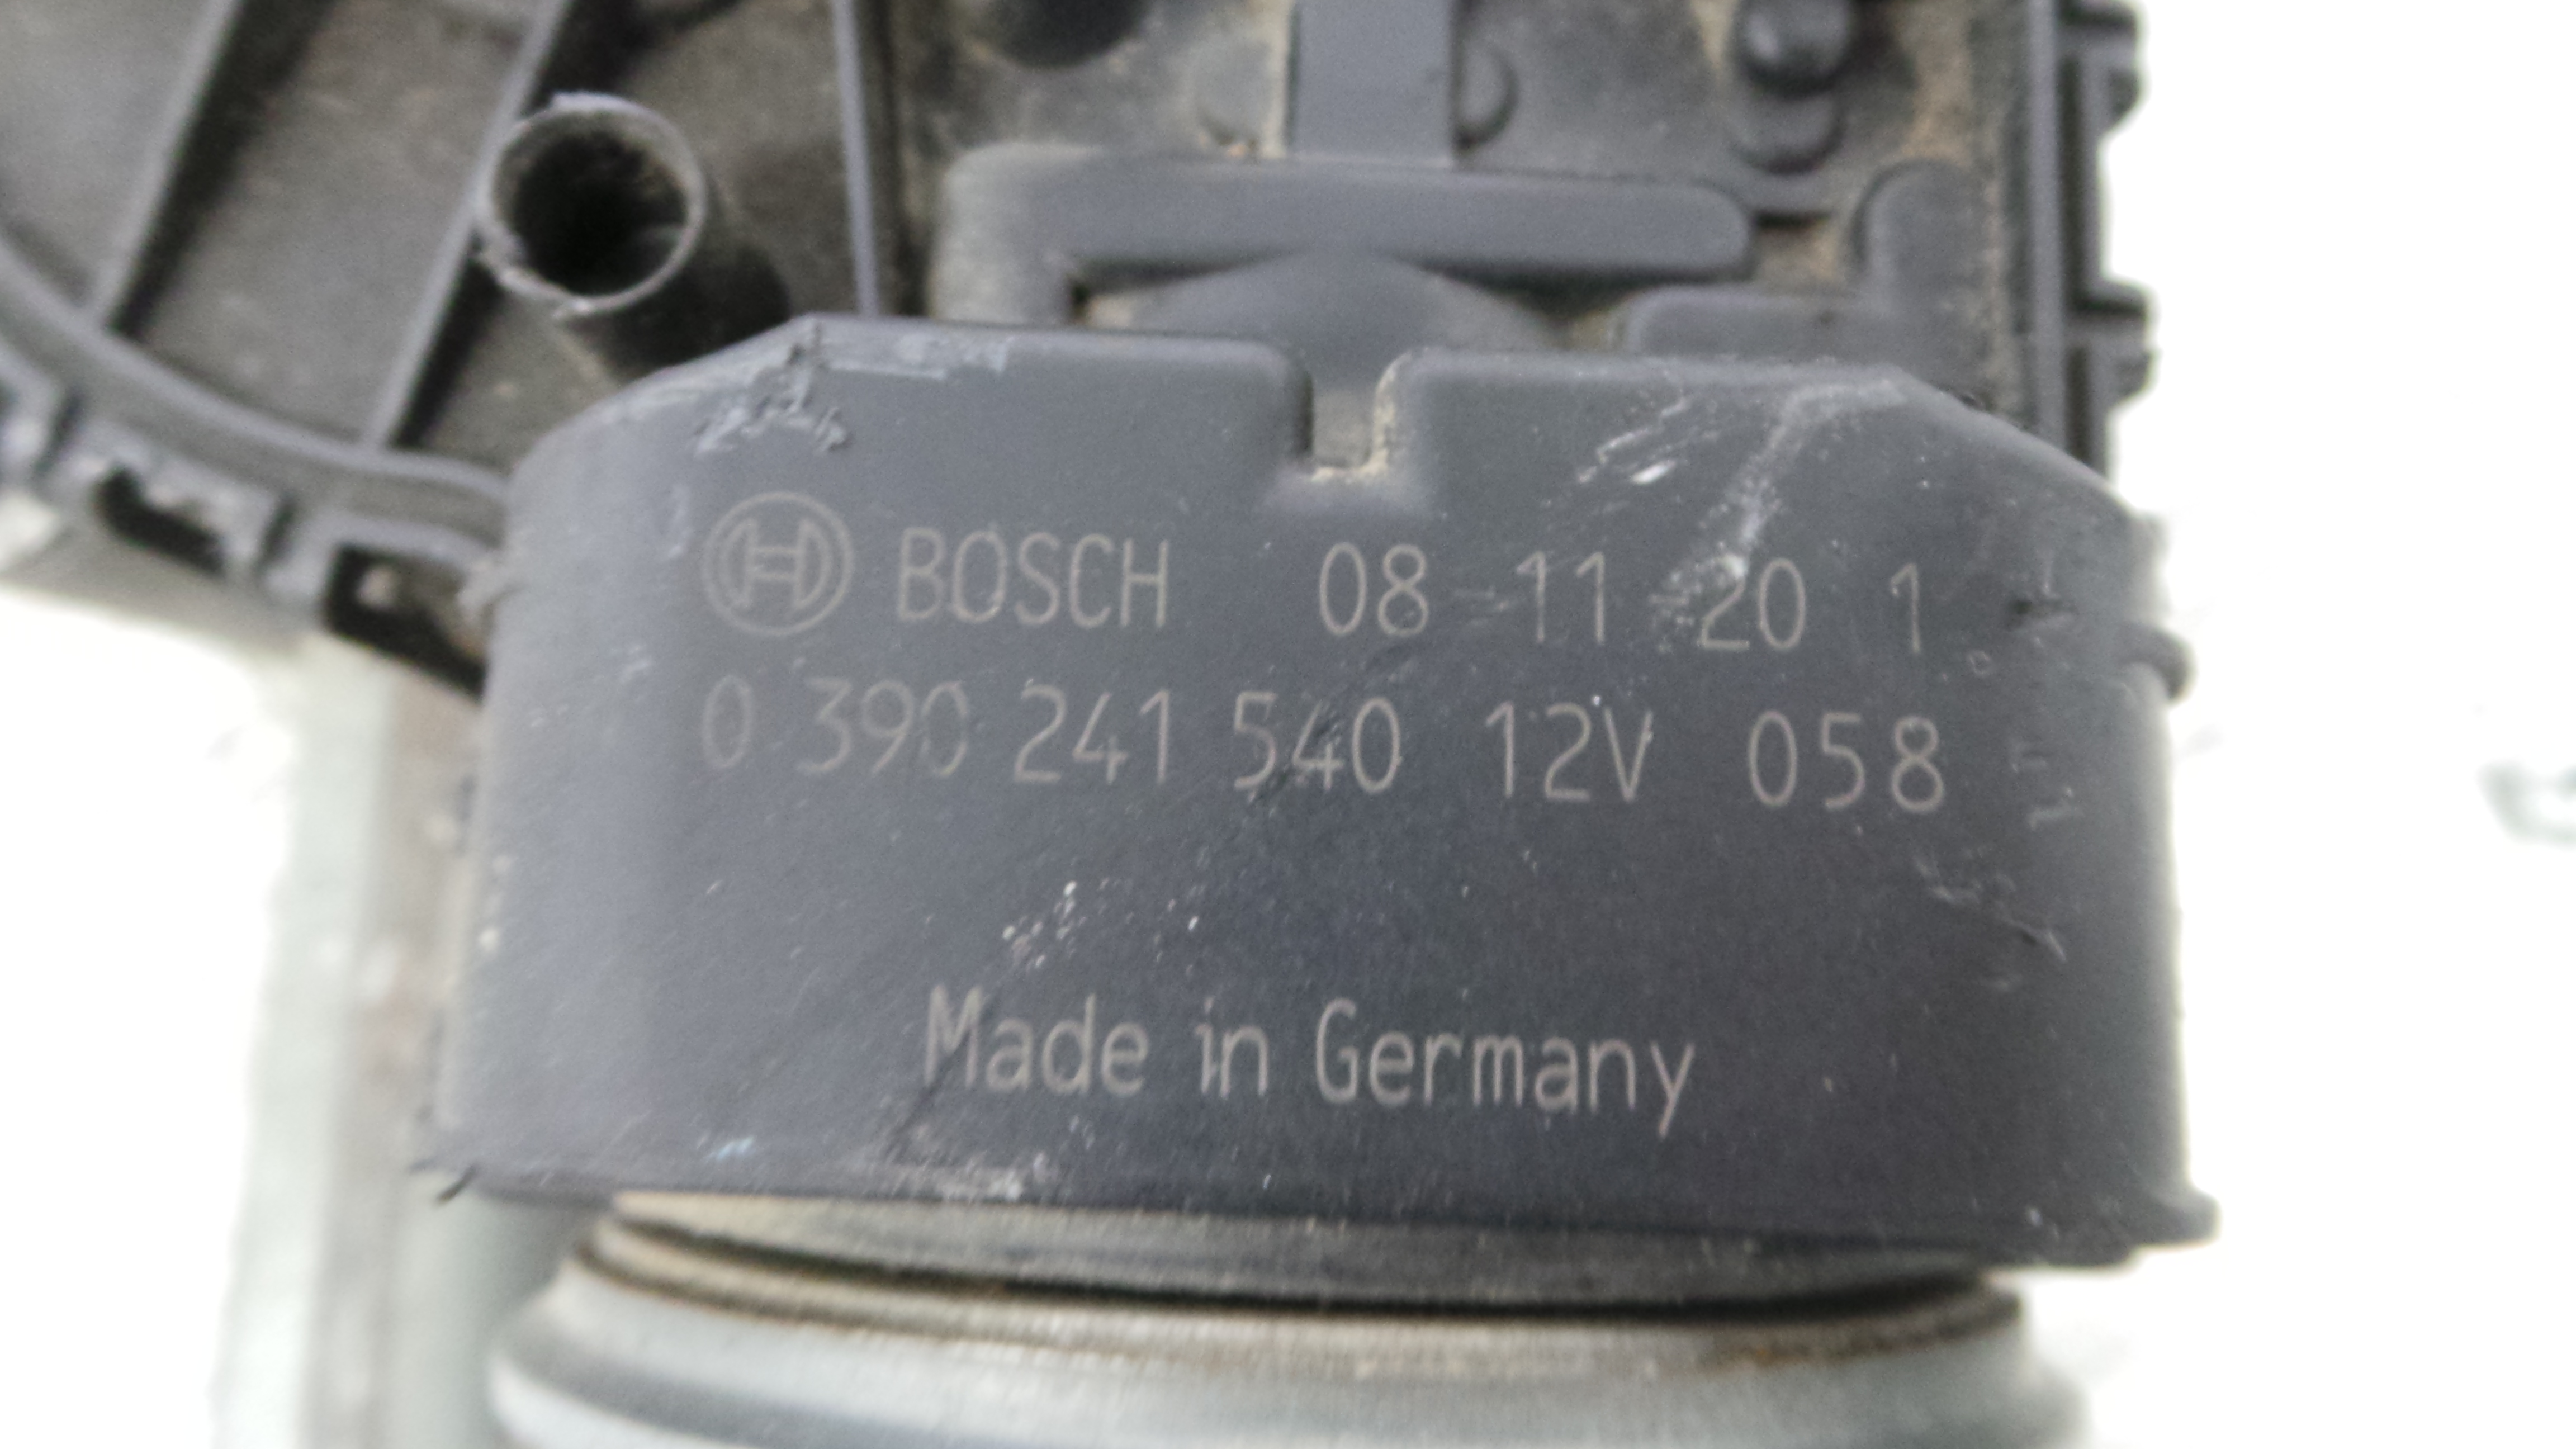 BOSCH 08-11-20 1
0 390 241 540 12V 058
Made in Germany